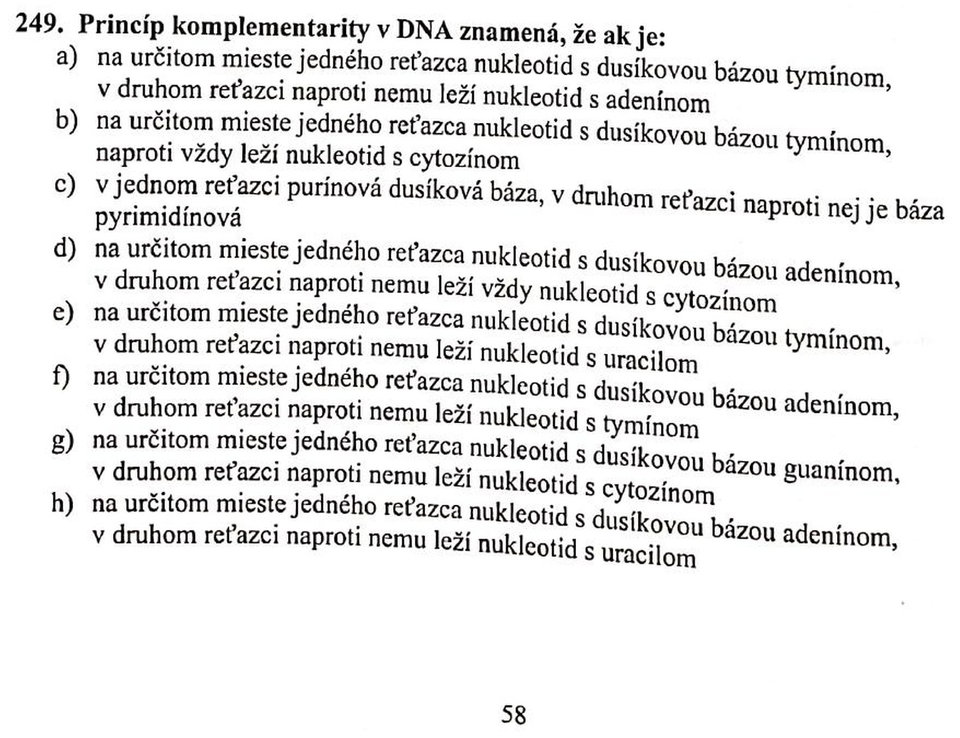 249. Princíp komplementarity v DNA znamená, že ak je:
a) na určitom mieste jedného reťazca nukleotid s dusíkovou bázou tymínom,
v druhom reťazci naproti nemu leží nukleotid s adenínom
b) na určitom mieste jedného reťazca nukleotid s dusíkovou bázou tymínom,
naproti vždy leží nukleotid s cytozínom
c) v jednom reťazci purínová dusíková báza, v druhom reťazci naproti nej je báza
pyrimidínová
d) na určitom mieste jedného reťazca nukleotid s dusíkovou bázou adenínom,
v druhom reťazci naproti nemu leží vždy nukleotid s cytozínom
e) na určitom mieste jedného reťazca nukleotid s dusíkovou bázou tymínom,
v druhom reťazci naproti nemu leží nukleotid s uracilom
f) na určitom mieste jedného reťazca nukleotid s dusíkovou bázou adenínom,
v druhom reťazci naproti nemu leží nukleotid s tymínom
g) na určitom mieste jedného reťazca nukleotid s dusíkovou bázou guanínom,
v druhom reťazci naproti nemu leží nukleotid s cytozínom
h) na určitom mieste jedného reťazca nukleotid s dusíkovou bázou adenínom,
v druhom reťazci naproti nemu leží nukleotid s uracilom
58